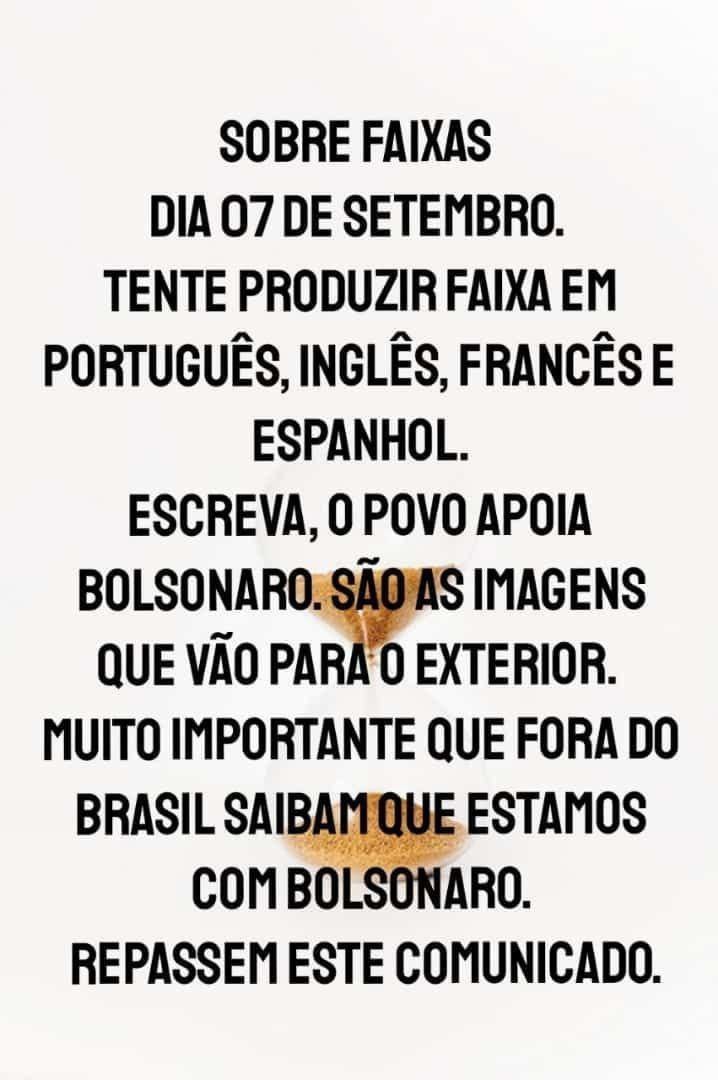 SOBRE FAIXAS
DIA 07 DE SETEMBRO.
TENTE PRODUZIR FAIXA EM
PORTUGUÊS, INGLÊS, FRANCÊS E
ESPANHOL.
ESCREVA, O POVO APOIA
BOLSONARO. SÃO AS IMAGENS
QUE VÃO PARA O EXTERIOR.
MUITO IMPORTANTE QUE FORA DO
BRASIL SAIBAM QUE ESTAMOS
COM BOLSONARO.
REPASSEM ESTE COMUNICADO.